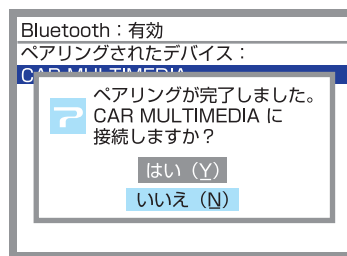 Bluetooth：有効
ペアリングされたデバイス：
CAR MULTIMEDIA
ペアリングが完了しました。
CAR MULTIMEDIA に
接続しますか？
はい（Y）
いいえ（N）